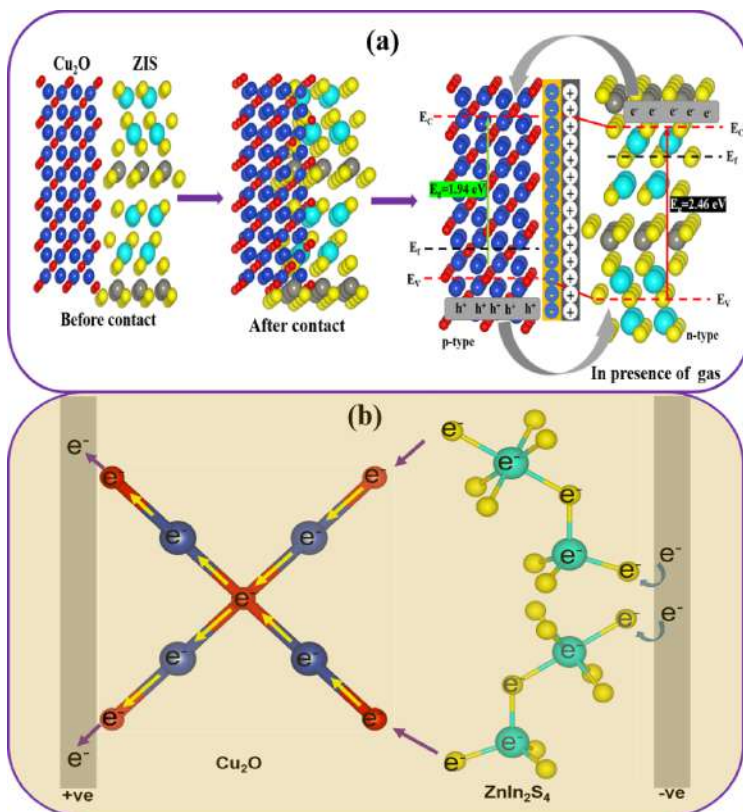 (a)
Cu₂O ZIS
Before contact
After contact
E_C
E_g=1.94 eV
E_f
E_V
h⁺ h⁺ h⁺ h⁺ h⁺
p-type
e⁻ e⁻ e⁻ e⁻ e⁻
E_C
E_f
E_g=2.46 eV
E_V
n-type
In presence of gas
(b)
e⁻ e⁻ e⁻ e⁻
e⁻ e⁻
e⁻ e⁻ e⁻
e⁻
e⁻ e⁻ e⁻
e⁻
e⁻ e⁻
e⁻ e⁻
e⁻ e⁻
e⁻
e⁻ e⁻
e⁻ e⁻
e⁻ e⁻
Cu₂O
ZnIn₂S₄
+ve
-ve